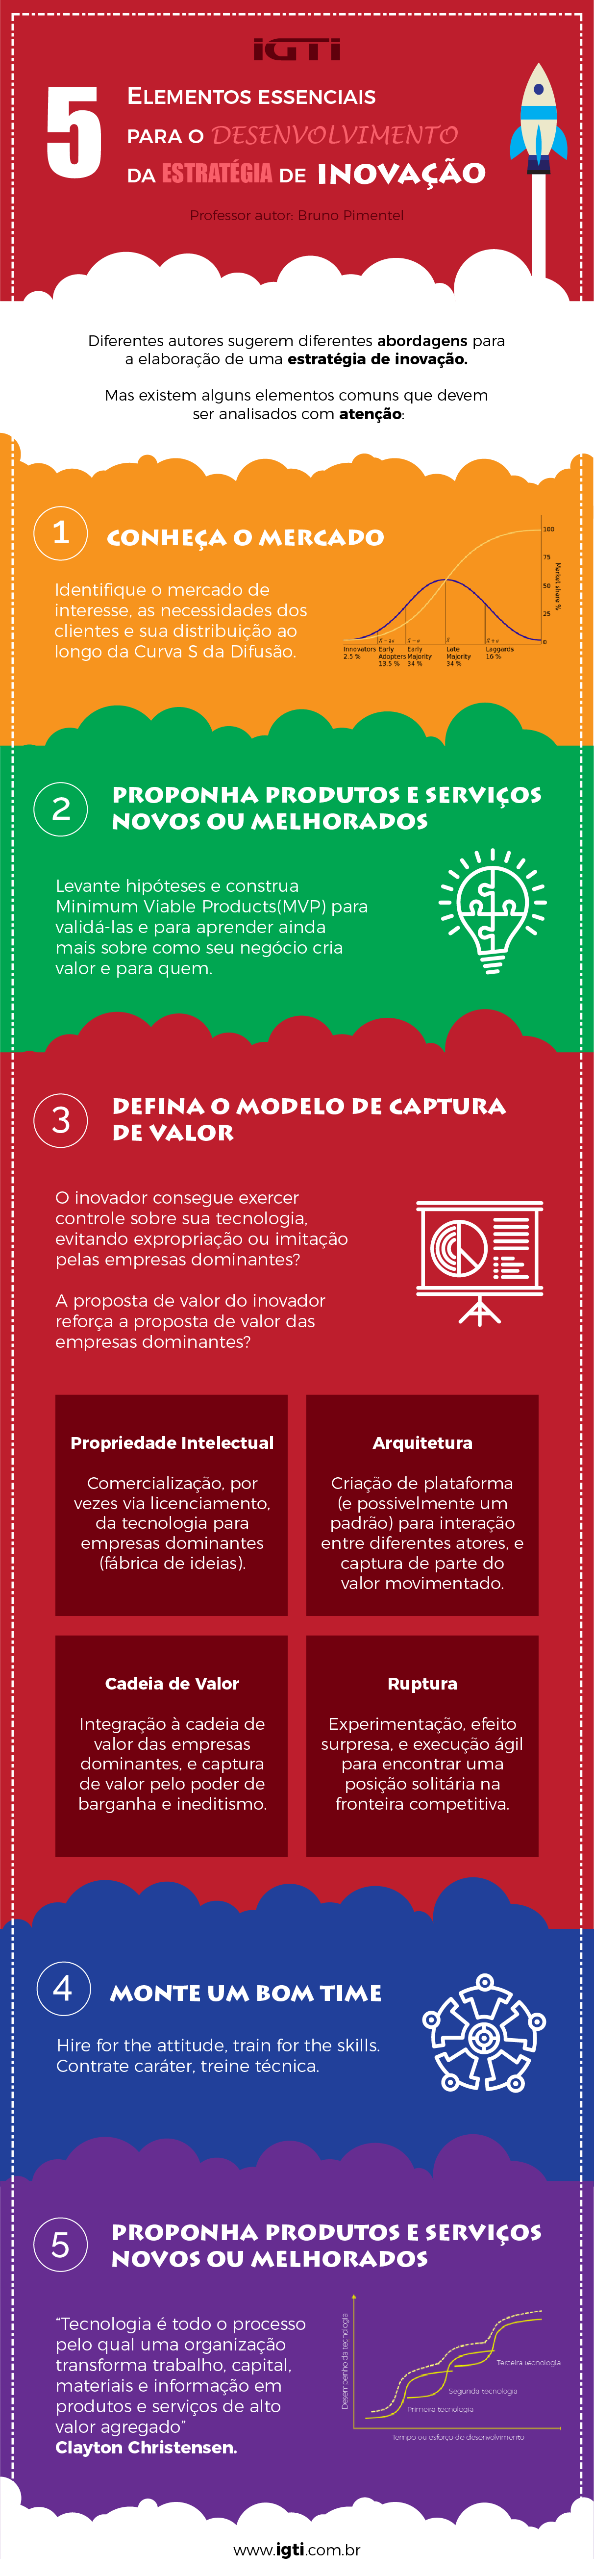 iGTi
5
ELEMENTOS ESSENCIAIS
PARA O DESENVOLVIMENTO
DA ESTRATÉGIA DE INOVAÇÃO
Professor autor: Bruno Pimentel
Diferentes autores sugerem diferentes abordagens para
a elaboração de uma estratégia de inovação.
Mas existem alguns elementos comuns que devem
ser analisados com atenção:
1
CONHEÇA O MERCADO
Identifique o mercado de
interesse, as necessidades dos
clientes e sua distribuição ao
longo da Curva S da Difusão.
100
75
50
25
0
Market share %
Innovators
2.5 %
Early
Adopters
13.5 %
Early
Majority
34 %
Late
Majority
34 %
Laggards
16 %
2
PROPONHA PRODUTOS E SERVIÇOS
NOVOS OU MELHORADOS
Levante hipóteses e construa
Minimum Viable Products(MVP) para
validá-las e para aprender ainda
mais sobre como seu negócio cria
valor e para quem.
3
DEFINA O MODELO DE CAPTURA
DE VALOR
O inovador consegue exercer
controle sobre sua tecnologia,
evitando expropriação ou imitação
pelas empresas dominantes?
A proposta de valor do inovador
reforça a proposta de valor das
empresas dominantes?
Propriedade Intelectual
Comercialização, por
vezes via licenciamento,
da tecnologia para
empresas dominantes
(fábrica de ideias).
Arquitetura
Criação de plataforma
(e possivelmente um
padrão) para interação
entre diferentes atores, e
captura de parte do
valor movimentado.
Cadeia de Valor
Integração à cadeia de
valor das empresas
dominantes, e captura
de valor pelo poder de
barganha e ineditismo.
Ruptura
Experimentação, efeito
surpresa, e execução ágil
para encontrar uma
posição solitária na
fronteira competitiva.
4
MONTE UM BOM TIME
Hire for the attitude, train for the skills.
Contrate caráter, treine técnica.
5
PROPONHA PRODUTOS E SERVIÇOS
NOVOS OU MELHORADOS
“Tecnologia é todo o processo
pelo qual uma organização
transforma trabalho, capital,
materiais e informação em
produtos e serviços de alto
valor agregado”
Clayton Christensen.
Desempenho da tecnologia
Terceira tecnologia
Segunda tecnologia
Primeira tecnologia
Tempo ou esforço de desenvolvimento
www.igti.com.br